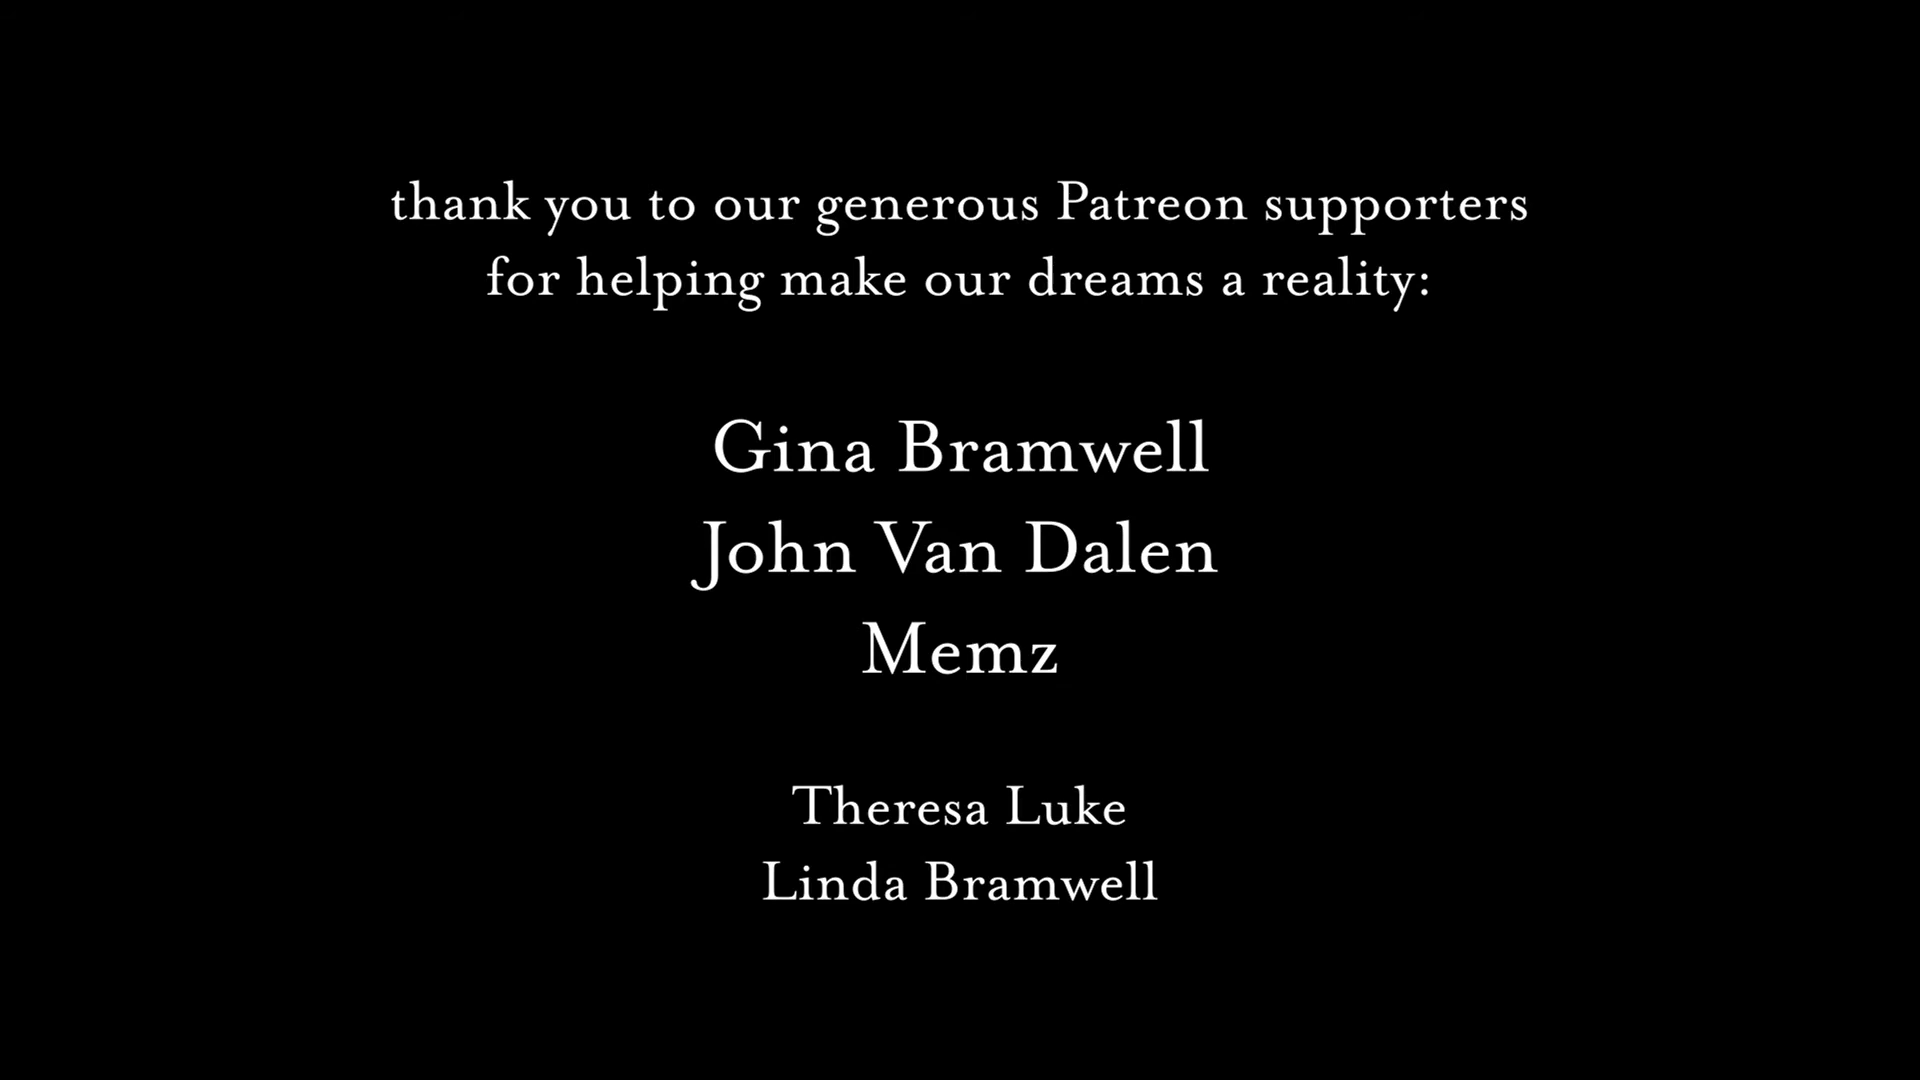 thank you to our generous Patreon supporters
for helping make our dreams a reality:
Gina Bramwell
John Van Dalen
Memz
Theresa Luke
Linda Bramwell